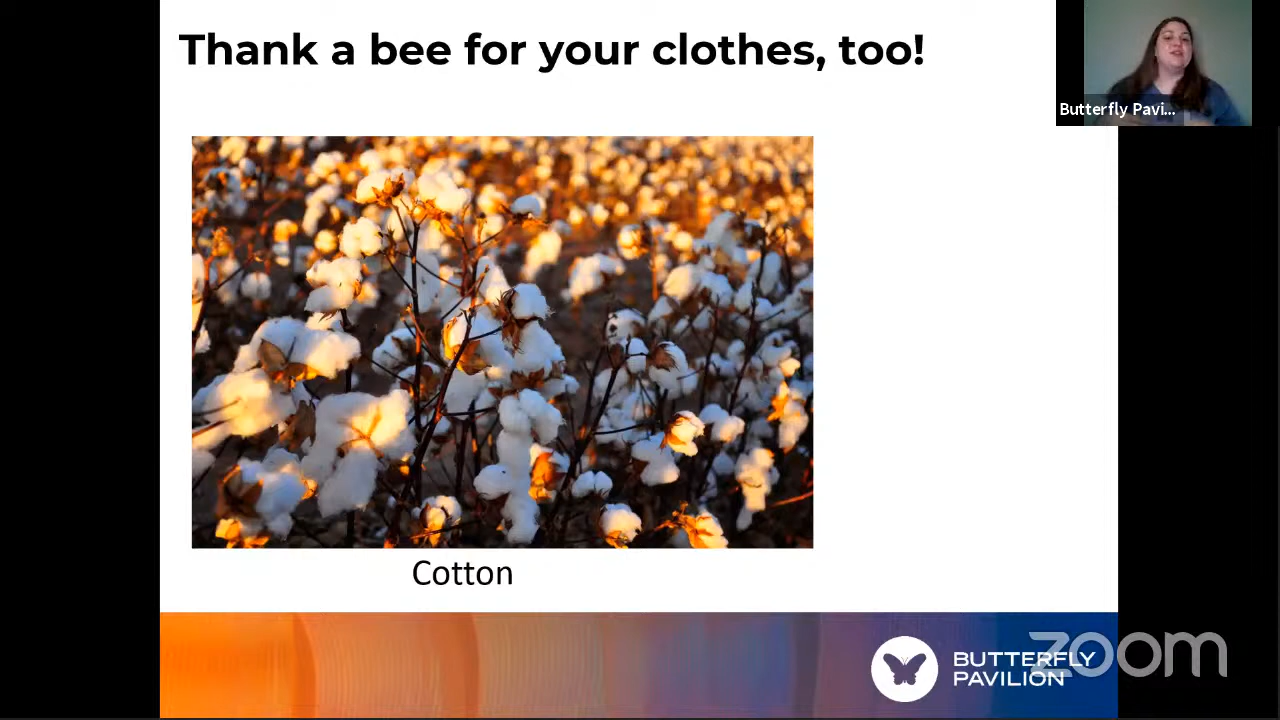 Thank a bee for your clothes, too!
Butterfly Pavi...
Cotton
BUTTERFLY
PAVILION
zoom